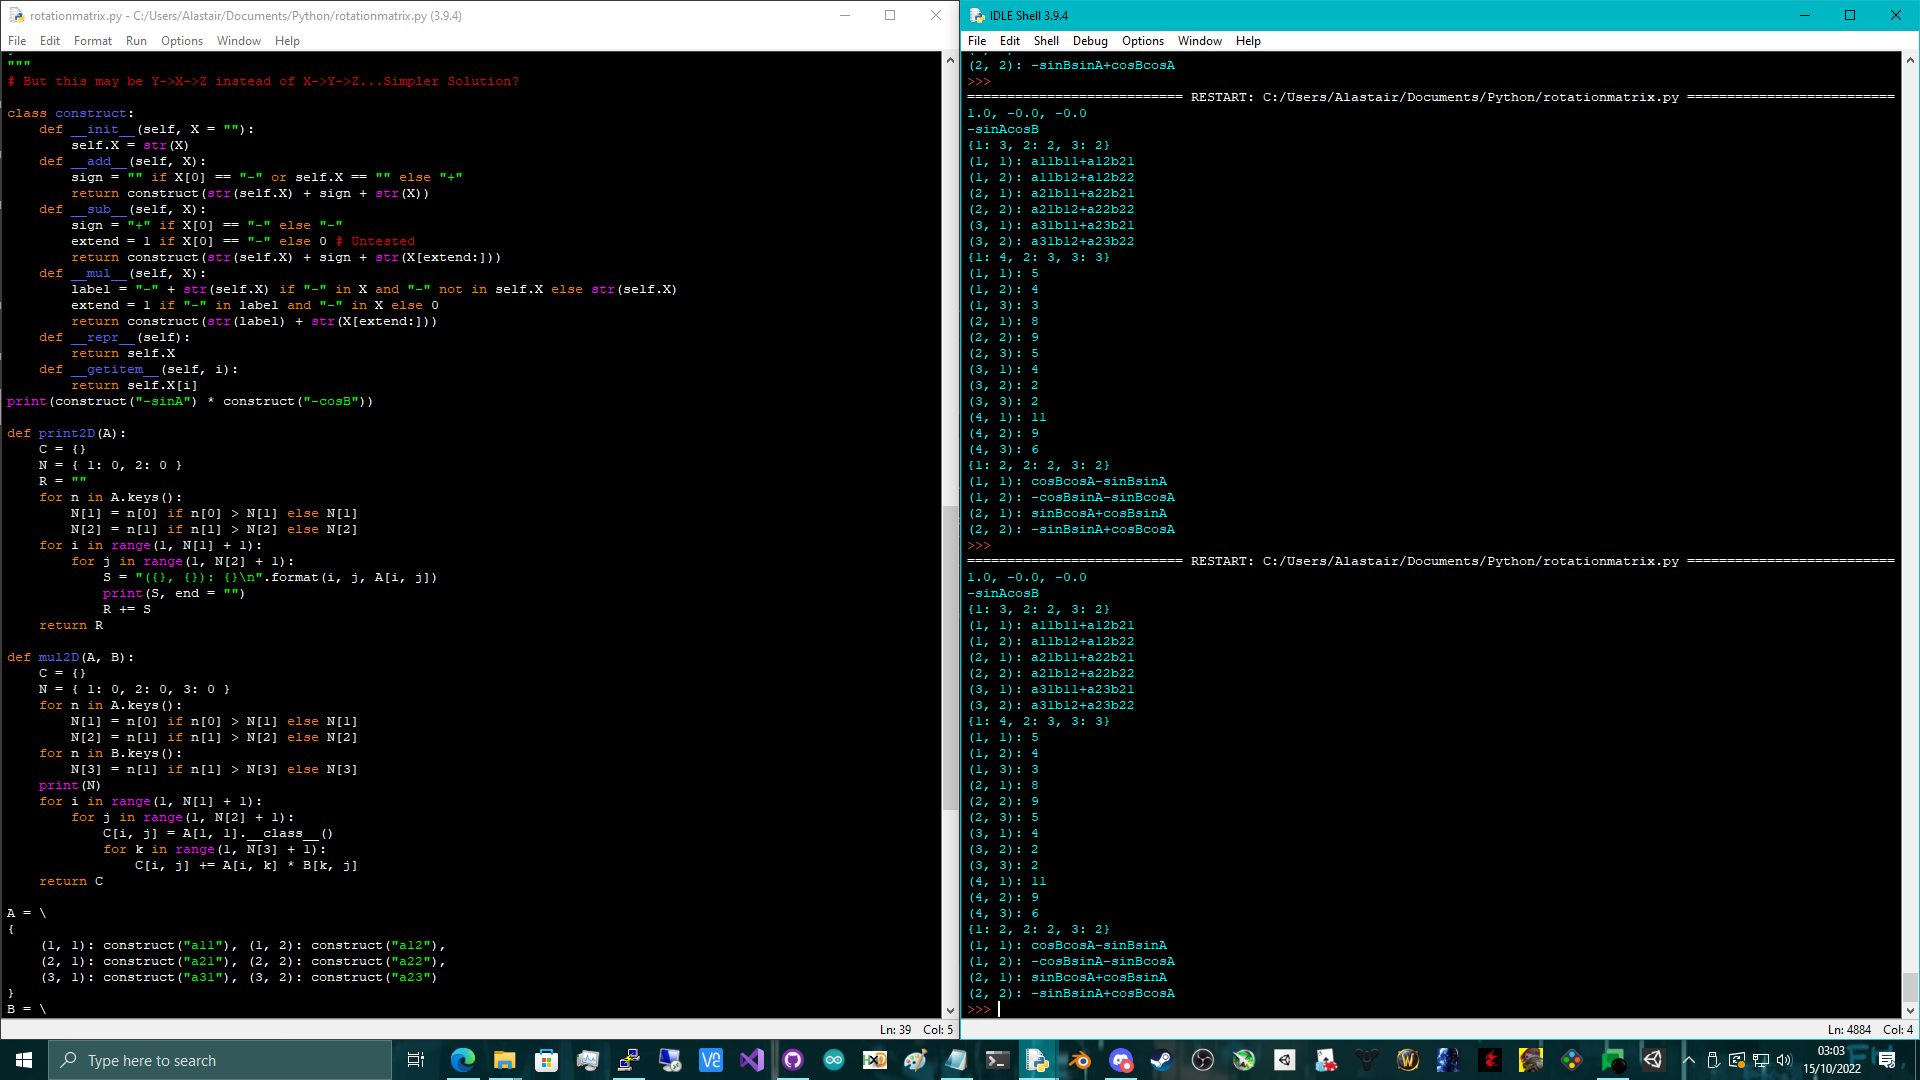 rotationmatrix.py - C:/Users/Alastair/Documents/Python/rotationmatrix.py (3.9.4)
File Edit Format Run Options Window Help
"""
# But this may be Y->X->Z instead of X->Y->Z...Simpler Solution?
class construct:
    def __init__(self, X = ""):
        self.X = str(X)
    def __add__(self, X):
        sign = "" if X[0] == "-" or self.X == "" else "+"
        return construct(str(self.X) + sign + str(X))
    def __sub__(self, X):
        sign = "+" if X[0] == "-" else "-"
        extend = 1 if X[0] == "-" else 0 # Untested
        return construct(str(self.X) + sign + str(X[extend:]))
    def __mul__(self, X):
        label = "-" + str(self.X) if "-" in X and "-" not in self.X else str(self.X)
        extend = 1 if "-" in label and "-" in X else 0
        return construct(str(label) + str(X[extend:]))
    def __repr__(self):
        return self.X
    def __getitem__(self, i):
        return self.X[i]
print(construct("-sinA") * construct("-cosB"))
def print2D(A):
    C = {}
    N = { 1: 0, 2: 0 }
    R = ""
    for n in A.keys():
        N[1] = n[0] if n[0] > N[1] else N[1]
        N[2] = n[1] if n[1] > N[2] else N[2]
    for i in range(1, N[1] + 1):
        for j in range(1, N[2] + 1):
            S = "({}, {}): {}\n".format(i, j, A[i, j])
            print(S, end = "")
            R += S
    return R
def mul2D(A, B):
    C = {}
    N = { 1: 0, 2: 0, 3: 0 }
    for n in A.keys():
        N[1] = n[0] if n[0] > N[1] else N[1]
        N[2] = n[1] if n[1] > N[2] else N[2]
    for n in B.keys():
        N[3] = n[1] if n[1] > N[3] else N[3]
    print(N)
    for i in range(1, N[1] + 1):
        for j in range(1, N[2] + 1):
            C[i, j] = A[1, 1].__class__()
            for k in range(1, N[3] + 1):
                C[i, j] += A[i, k] * B[k, j]
    return C
A = \
{
    (1, 1): construct("a11"), (1, 2): construct("a12"),
    (2, 1): construct("a21"), (2, 2): construct("a22"),
    (3, 1): construct("a31"), (3, 2): construct("a23")
}
B = \
Ln: 39 Col: 5
IDLE Shell 3.9.4
File Edit Shell Debug Options Window Help
(2, 2): -sinBsinA+cosBcosA
>>>
========================== RESTART: C:/Users/Alastair/Documents/Python/rotationmatrix.py ==========================
1.0, -0.0, -0.0
-sinAcosB
{1: 3, 2: 2, 3: 2}
(1, 1): a11b11+a12b21
(1, 2): a11b12+a12b22
(2, 1): a21b11+a22b21
(2, 2): a21b12+a22b22
(3, 1): a31b11+a23b21
(3, 2): a31b12+a23b22
{1: 4, 2: 3, 3: 3}
(1, 1): 5
(1, 2): 4
(1, 3): 3
(2, 1): 8
(2, 2): 9
(2, 3): 5
(3, 1): 4
(3, 2): 2
(3, 3): 2
(4, 1): 11
(4, 2): 9
(4, 3): 6
{1: 2, 2: 2, 3: 2}
(1, 1): cosBcosA-sinBsinA
(1, 2): -cosBsinA-sinBcosA
(2, 1): sinBcosA+cosBsinA
(2, 2): -sinBsinA+cosBcosA
>>>
========================== RESTART: C:/Users/Alastair/Documents/Python/rotationmatrix.py ==========================
1.0, -0.0, -0.0
-sinAcosB
{1: 3, 2: 2, 3: 2}
(1, 1): a11b11+a12b21
(1, 2): a11b12+a12b22
(2, 1): a21b11+a22b21
(2, 2): a21b12+a22b22
(3, 1): a31b11+a23b21
(3, 2): a31b12+a23b22
{1: 4, 2: 3, 3: 3}
(1, 1): 5
(1, 2): 4
(1, 3): 3
(2, 1): 8
(2, 2): 9
(2, 3): 5
(3, 1): 4
(3, 2): 2
(3, 3): 2
(4, 1): 11
(4, 2): 9
(4, 3): 6
{1: 2, 2: 2, 3: 2}
(1, 1): cosBcosA-sinBsinA
(1, 2): -cosBsinA-sinBcosA
(2, 1): sinBcosA+cosBsinA
(2, 2): -sinBsinA+cosBcosA
>>>
Ln: 4884 Col: 4
Type here to search
03:03
15/10/2022